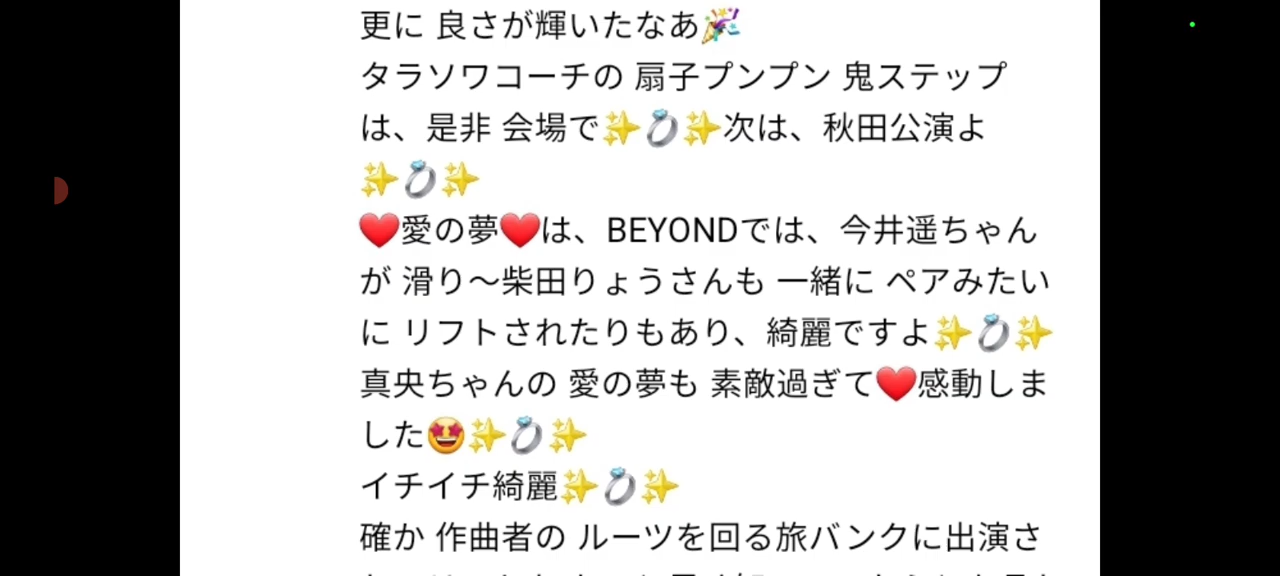 更に 良さが輝いたなあ🎉
タラソワコーチの 扇子プンプン 鬼ステップ
は、是非 会場で✨💍✨次は、秋田公演よ
✨💍✨
❤️愛の夢❤️は、BEYONDでは、今井遥ちゃん
が 滑り〜柴田りょうさんも 一緒に ペアみたい
に リフトされたりもあり、綺麗ですよ✨💍✨
真央ちゃんの 愛の夢も 素敵過ぎて❤️感動しま
した🤩✨💍✨
イチイチ綺麗✨💍✨
確か 作曲者の ルーツを回る旅バンクに出演さ